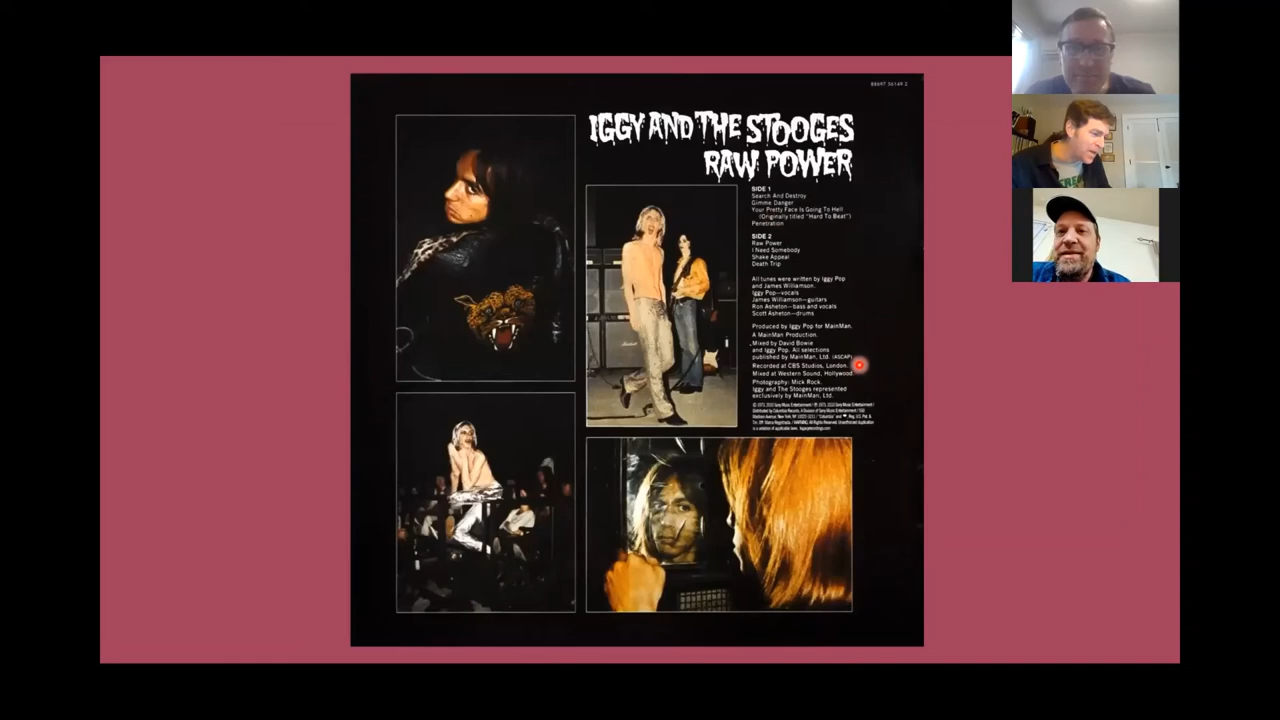 88697 36149 2
IGGY AND THE STOOGES
RAW POWER
SIDE 1
Search And Destroy
Gimme Danger
Your Pretty Face Is Going To Hell
(Originally titled "Hard To Beat")
Penetration
SIDE 2
Raw Power
I Need Somebody
Shake Appeal
Death Trip
All tunes were written by Iggy Pop
and James Williamson.
Iggy Pop—vocals
James Williamson—guitars
Ron Asheton—bass and vocals
Scott Asheton—drums
Produced by Iggy Pop for MainMan.
A MainMan Production.
Mixed by David Bowie
and Iggy Pop. All selections
published by MainMan, Ltd. (ASCAP)
Recorded at CBS Studios, London.
Mixed at Western Sound, Hollywood.
Photography: Mick Rock.
Iggy and The Stooges represented
exclusively by MainMan, Ltd.